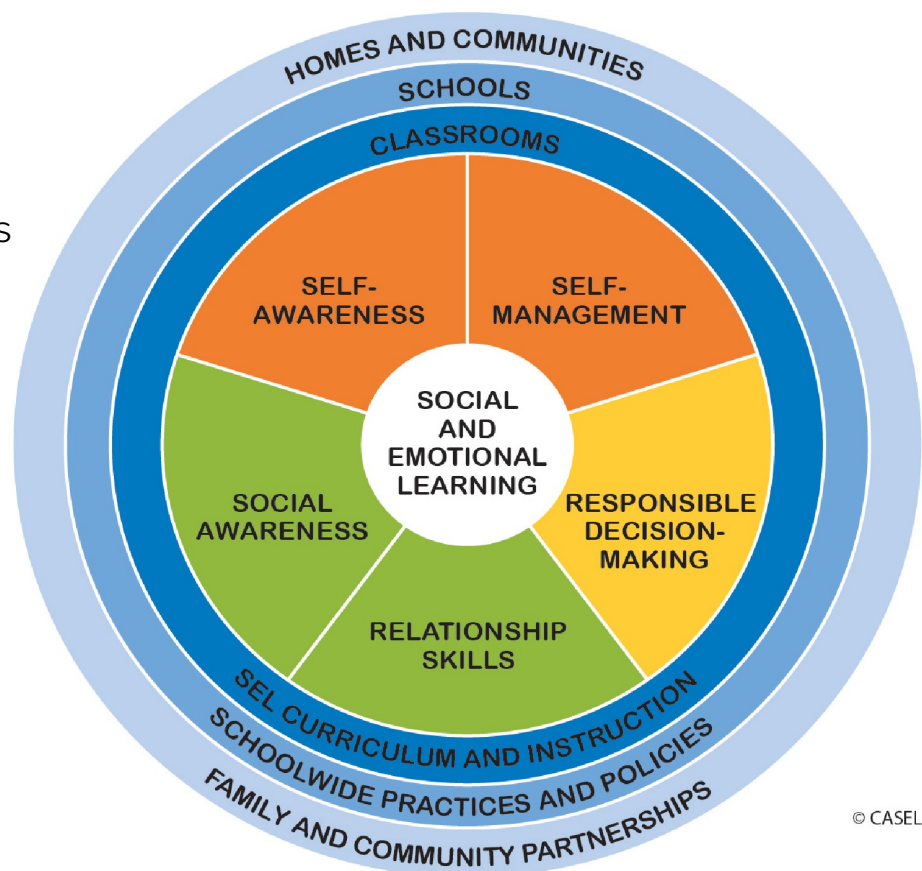 HOMES AND COMMUNITIES
SCHOOLS
CLASSROOMS
S
SELF-
AWARENESS
SELF-
MANAGEMENT
SOCIAL
AND
EMOTIONAL
LEARNING
SOCIAL
AWARENESS
RESPONSIBLE
DECISION-
MAKING
RELATIONSHIP
SKILLS
SEL CURRICULUM AND INSTRUCTION
SCHOOLWIDE PRACTICES AND POLICIES
FAMILY AND COMMUNITY PARTNERSHIPS
© CASEL